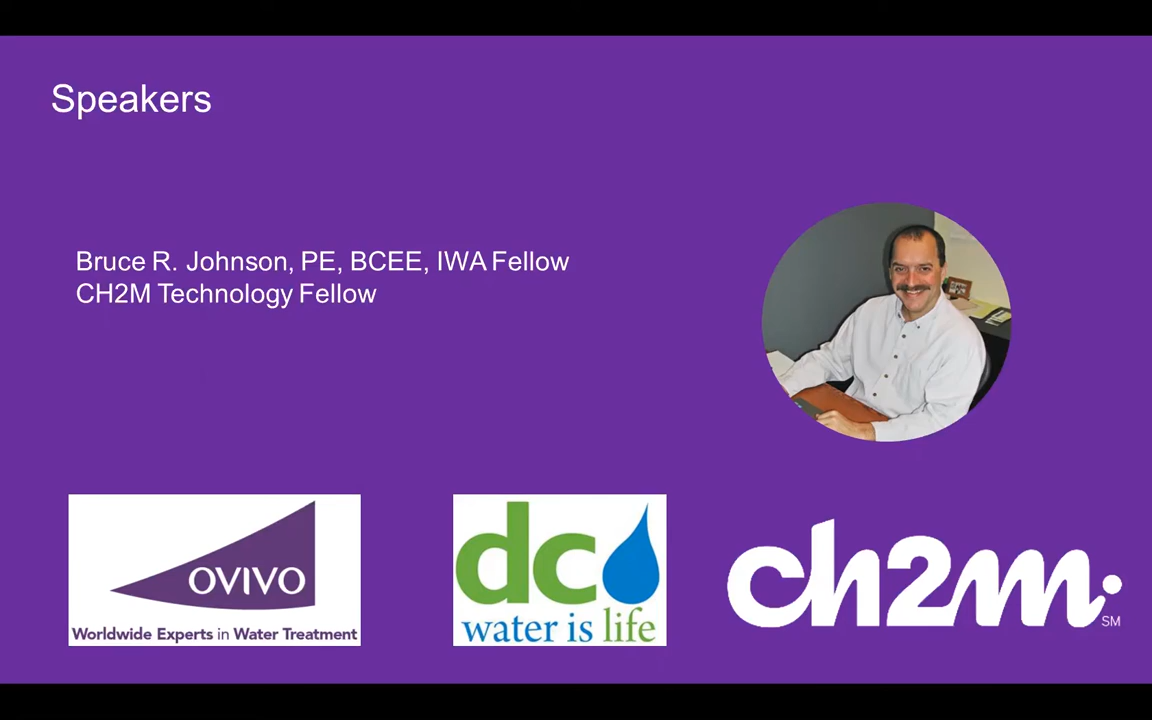 Speakers
Bruce R. Johnson, PE, BCEE, IWA Fellow
CH2M Technology Fellow
OVIVO
Worldwide Experts in Water Treatment
dc
water is life
ch2m
SM